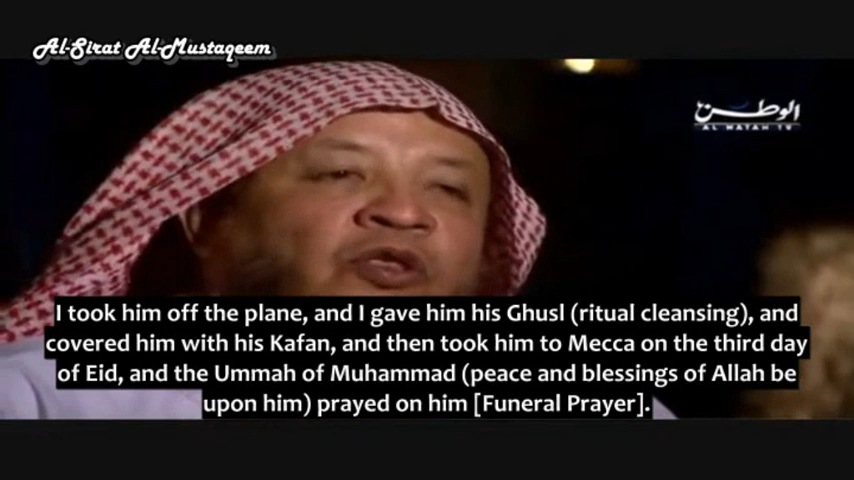 Al-Sirat Al-Mustaqeem
الوطن
AL WATAN TV
I took him off the plane, and I gave him his Ghusl (ritual cleansing), and
covered him with his Kafan, and then took him to Mecca on the third day
of Eid, and the Ummah of Muhammad (peace and blessings of Allah be
upon him) prayed on him [Funeral Prayer].